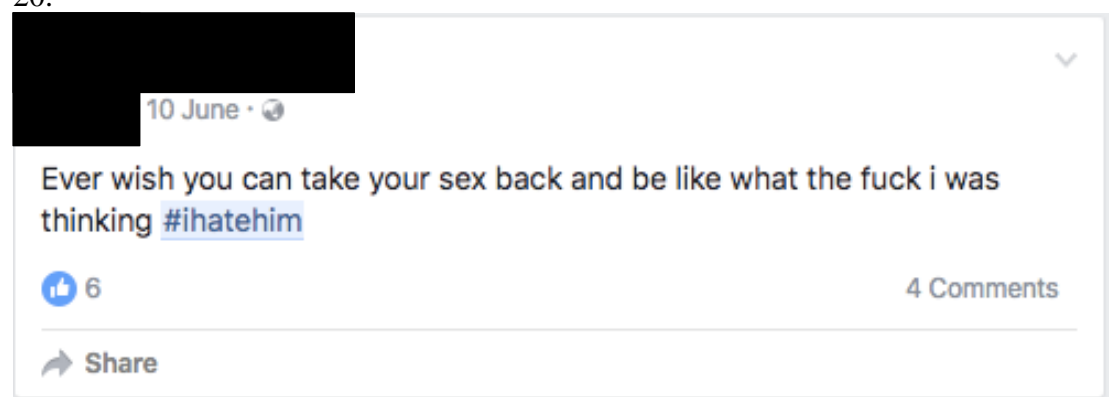 20.
10 June ·
Ever wish you can take your sex back and be like what the fuck i was
thinking #ihatehim
6
4 Comments
Share